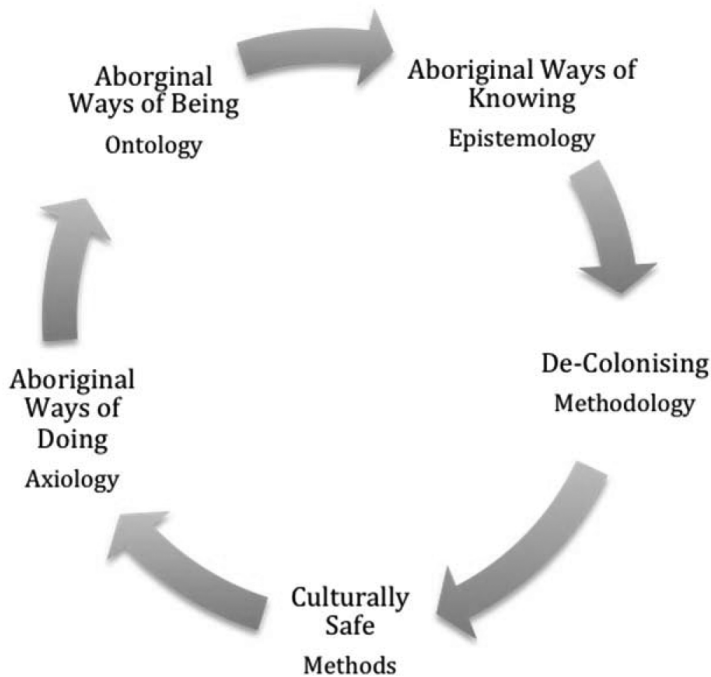 Aborginal
Ways of Being
Ontology
Aboriginal Ways of
Knowing
Epistemology
De-Colonising
Methodology
Culturally
Safe
Methods
Aboriginal
Ways of
Doing
Axiology